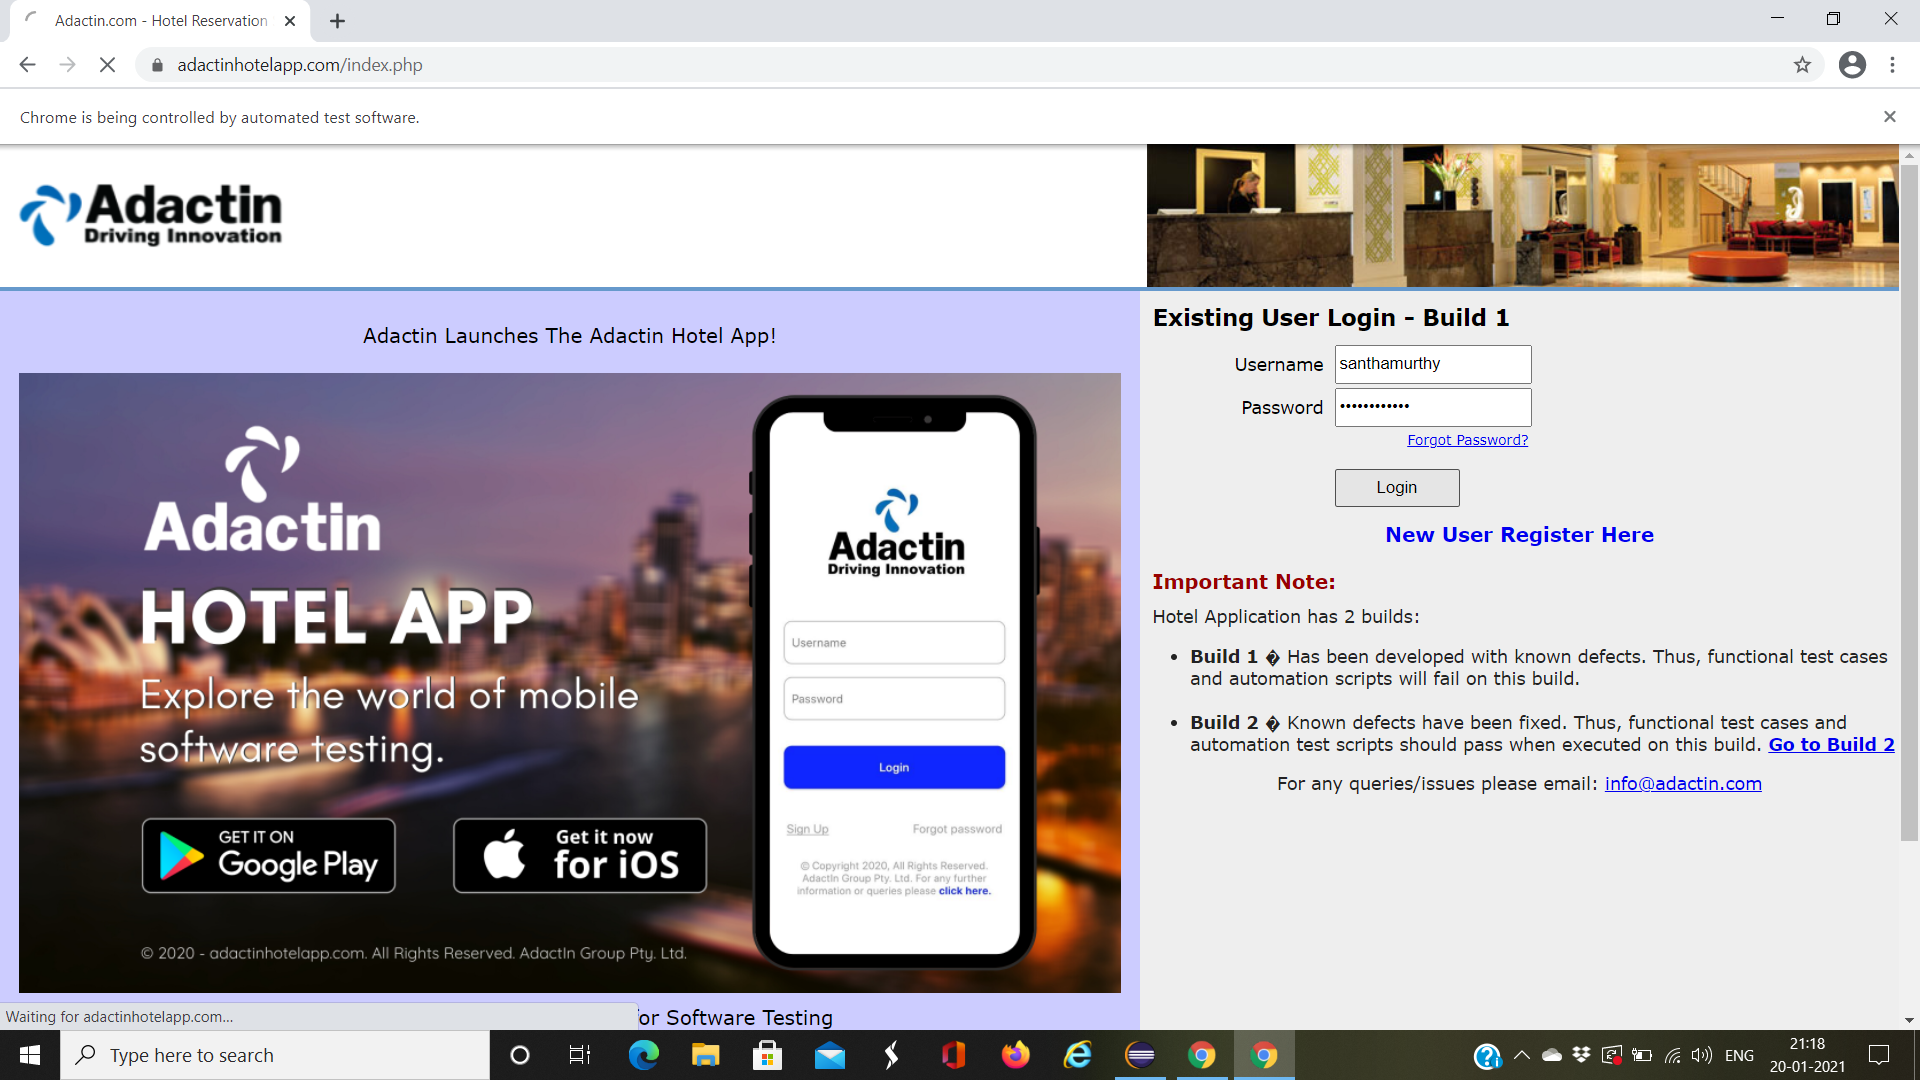 Adactin.com - Hotel Reservation
adactinhotelapp.com/index.php
Chrome is being controlled by automated test software.
Adactin
Driving Innovation
Adactin Launches The Adactin Hotel App!
Adactin
HOTEL APP
Explore the world of mobile
software testing.
GET IT ON
Google Play
Get it now
for iOS
© 2020 - adactinhotelapp.com. All Rights Reserved. AdactIn Group Pty. Ltd.
Adactin
Driving Innovation
Username
Password
Login
Sign Up Forgot password
© Copyright 2020, All Rights Reserved.
AdactIn Group Pty. Ltd. For any further
information or queries please click here.
Existing User Login - Build 1
Username santhamurthy
Password ••••••••••••
Forgot Password?
Login
New User Register Here
Important Note:
Hotel Application has 2 builds:
• Build 1 � Has been developed with known defects. Thus, functional test cases
and automation scripts will fail on this build.
• Build 2 � Known defects have been fixed. Thus, functional test cases and
automation test scripts should pass when executed on this build. Go to Build 2
For any queries/issues please email: info@adactin.com
Waiting for adactinhotelapp.com...
for Software Testing
Type here to search
ENG
21:18
20-01-2021